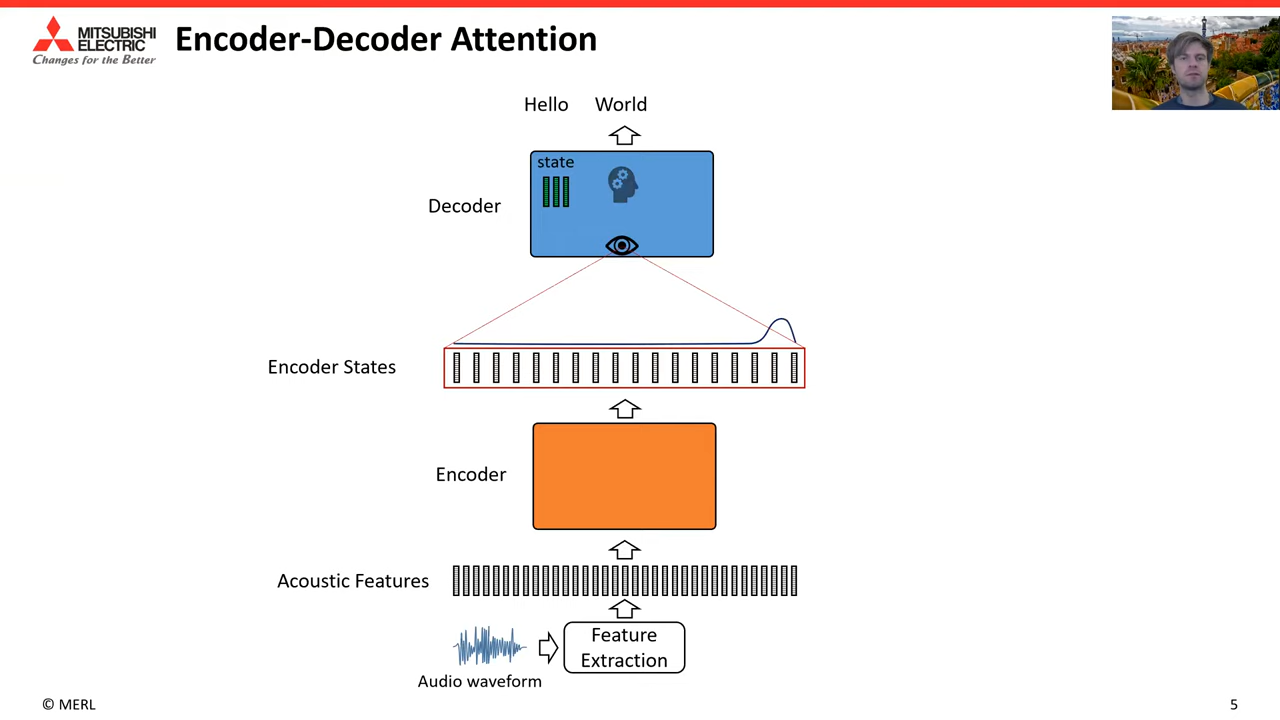 MITSUBISHI
ELECTRIC
Changes for the Better
Encoder-Decoder Attention
Hello World
state
Decoder
Encoder States
Encoder
Acoustic Features
Feature
Extraction
Audio waveform
© MERL
5